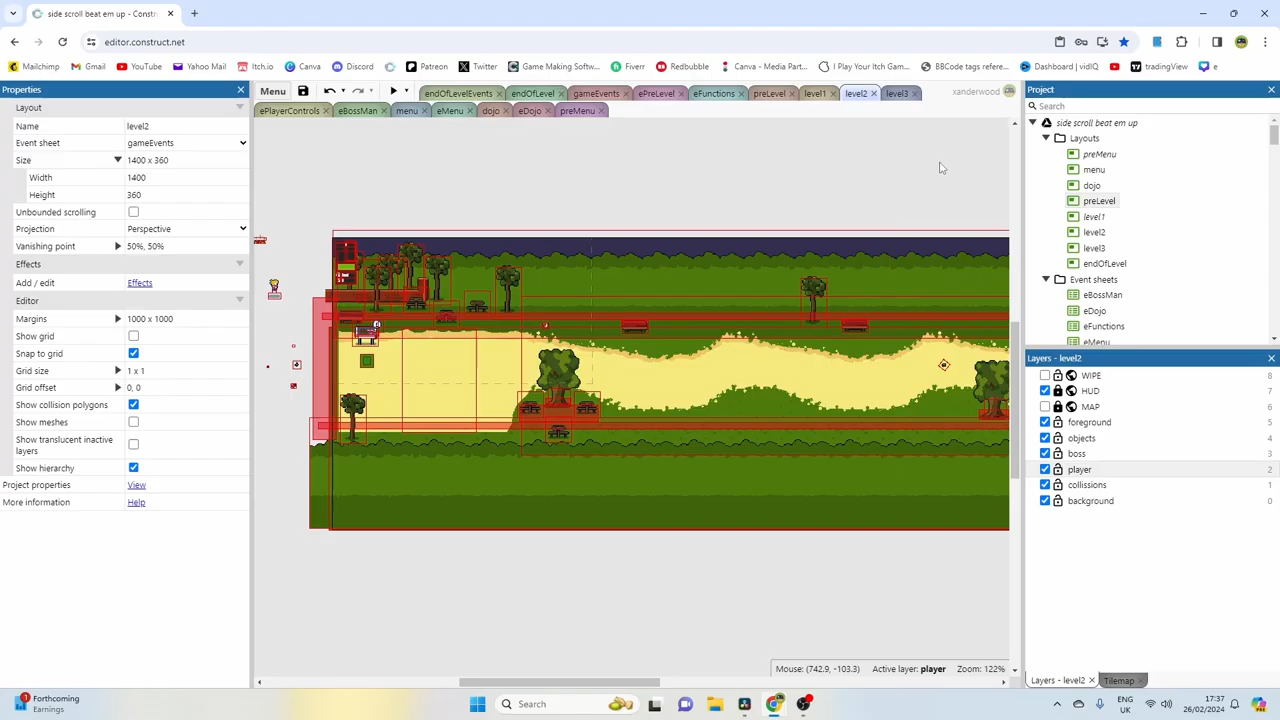 side scroll beat em up - Constr
editor.construct.net
Mailchimp Gmail YouTube Yahoo Mail Itch.io Canva Discord Patreon Twitter Game Making Softw... Fiverr Redbubble Canva - Media Part... I Play Your Itch Gam... BBCode tags refere... Dashboard | vidIQ tradingView e
Properties
Menu endOfLevelEvents endOfLevel gameEvents ePreLevel eFunctions preLevel level1 level2 level3 xanderwood
ePlayerControls eBossMan menu eMenu dojo eDojo preMenu
Layout
Name level2
Event sheet gameEvents
Size 1400 x 360
Width 1400
Height 360
Unbounded scrolling
Projection Perspective
Vanishing point 50%, 50%
Effects
Add / edit Effects
Editor
Margins 1000 x 1000
Show grid
Snap to grid
Grid size 1 x 1
Grid offset 0, 0
Show collision polygons
Show meshes
Show translucent inactive
layers
Show hierarchy
Project properties View
More information Help
Mouse: (742.9, -103.3) Active layer: player Zoom: 122%
Project
Search
side scroll beat em up
Layouts
preMenu
menu
dojo
preLevel
level1
level2
level3
endOfLevel
Event sheets
eBossMan
eDojo
eFunctions
eMenu
Layers - level2
WIPE 8
HUD 7
MAP 6
foreground 5
objects 4
boss 3
player 2
collissions 1
background 0
Layers - level2 Tilemap
1
Forthcoming
Earnings
Search
ENG
UK
17:37
26/02/2024